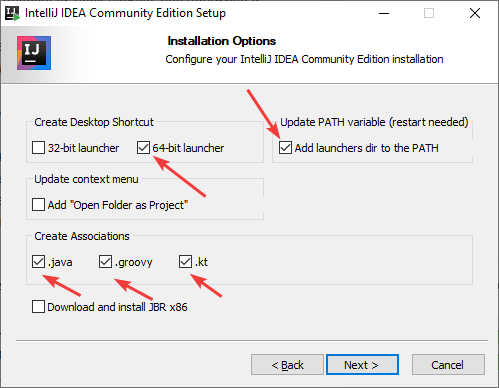 IntelliJ IDEA Community Edition Setup
IJ
Installation Options
Configure your IntelliJ IDEA Community Edition installation
Create Desktop Shortcut
32-bit launcher
64-bit launcher
Update PATH variable (restart needed)
Add launchers dir to the PATH
Update context menu
Add "Open Folder as Project"
Create Associations
.java
.groovy
.kt
Download and install JBR x86
< Back
Next >
Cancel